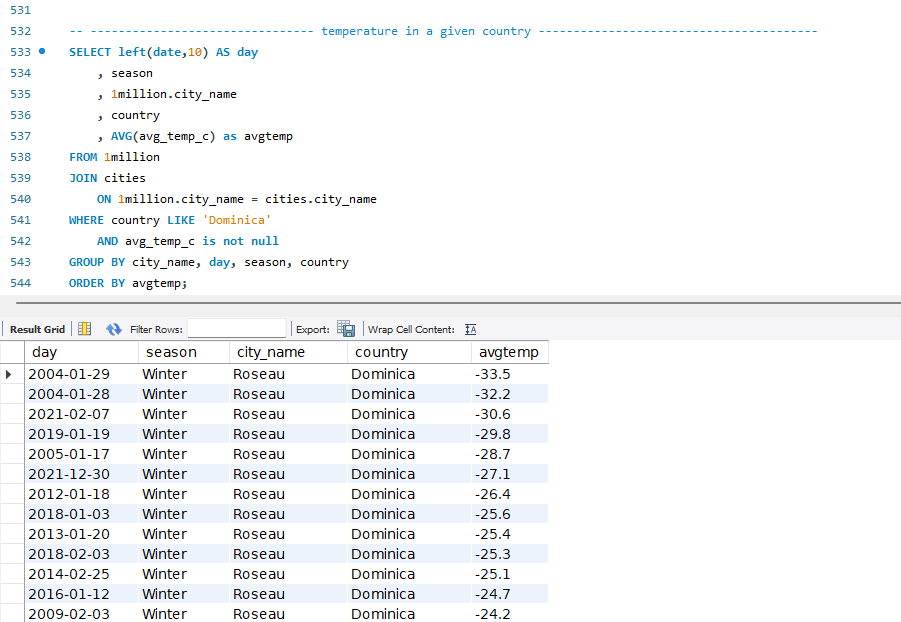 531
532 -- -------------------------------- temperature in a given country ----------------------------------------
533 SELECT left(date,10) AS day
534 , season
535 , 1million.city_name
536 , country
537 , AVG(avg_temp_c) as avgtemp
538 FROM 1million
539 JOIN cities
540 ON 1million.city_name = cities.city_name
541 WHERE country LIKE 'Dominica'
542 AND avg_temp_c is not null
543 GROUP BY city_name, day, season, country
544 ORDER BY avgtemp;
Result Grid Filter Rows: Export: Wrap Cell Content: IA
day season city_name country avgtemp
2004-01-29 Winter Roseau Dominica -33.5
2004-01-28 Winter Roseau Dominica -32.2
2021-02-07 Winter Roseau Dominica -30.6
2019-01-19 Winter Roseau Dominica -29.8
2005-01-17 Winter Roseau Dominica -28.7
2021-12-30 Winter Roseau Dominica -27.1
2012-01-18 Winter Roseau Dominica -26.4
2018-01-03 Winter Roseau Dominica -25.6
2013-01-20 Winter Roseau Dominica -25.4
2018-02-03 Winter Roseau Dominica -25.3
2014-02-25 Winter Roseau Dominica -25.1
2016-01-12 Winter Roseau Dominica -24.7
2009-02-03 Winter Roseau Dominica -24.2